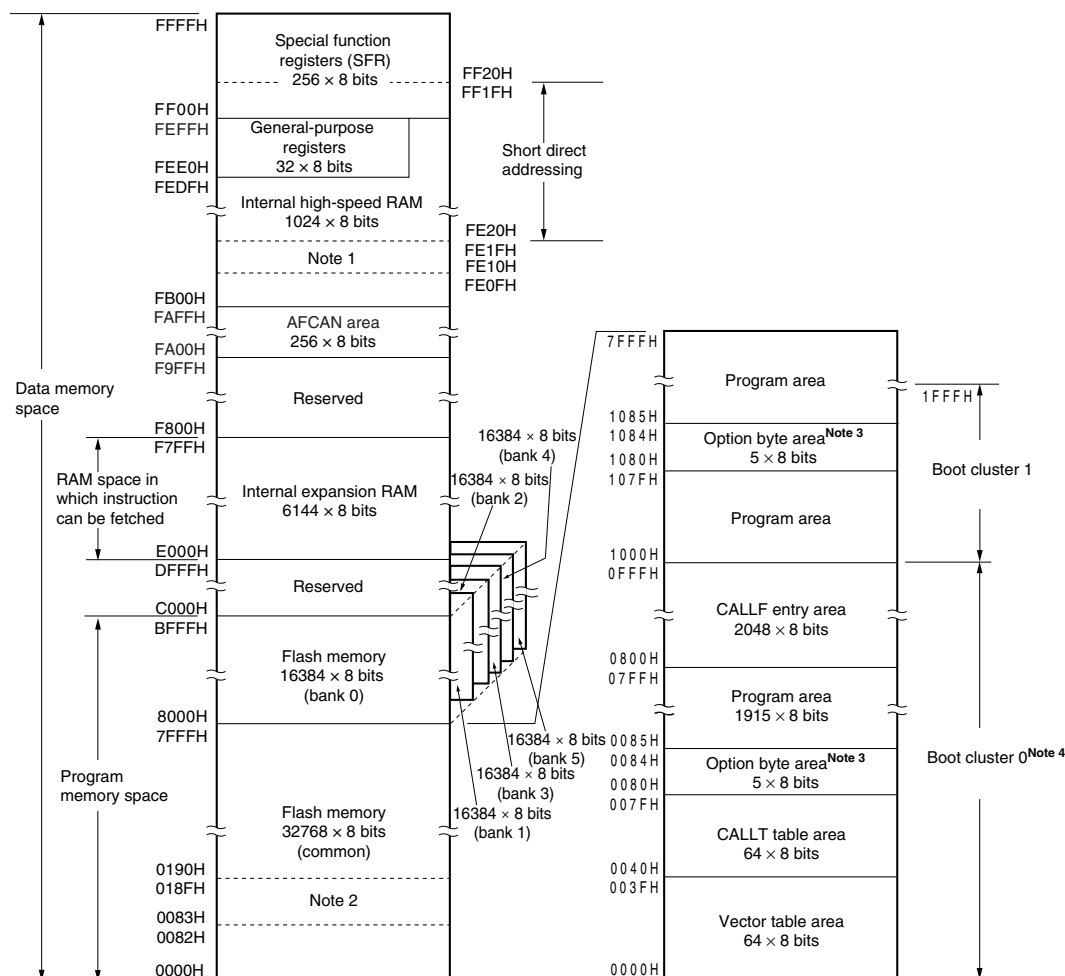 FFFFH
Special function
registers (SFR)
256 × 8 bits
FF20H
FF1FH
FF00H
FEFFH
General-purpose
registers
32 × 8 bits
Short direct
addressing
FEE0H
FEDFH
Internal high-speed RAM
1024 × 8 bits
FE20H
FE1FH
FE10H
FE0FH
Note 1
FB00H
FAFFH
AFCAN area
256 × 8 bits
FA00H
F9FFH
Data memory
space
Reserved
F800H
F7FFH
RAM space in
which instruction
can be fetched
Internal expansion RAM
6144 × 8 bits
E000H
DFFFH
Reserved
C000H
BFFFH
Flash memory
16384 × 8 bits
(bank 0)
8000H
7FFFH
16384 × 8 bits
(bank 4)
16384 × 8 bits
(bank 2)
16384 × 8 bits
(bank 5)
16384 × 8 bits
(bank 3)
16384 × 8 bits
(bank 1)
Program
memory space
Flash memory
32768 × 8 bits
(common)
0190H
018FH
Note 2
0083H
0082H
0000H
7FFFH
Program area
1FFFH
1085H
1084H
Option byte area Note 3
5 × 8 bits
1080H
107FH
Boot cluster 1
Program area
1000H
0FFFH
CALLF entry area
2048 × 8 bits
0800H
07FFH
Program area
1915 × 8 bits
0085H
0084H
Option byte area Note 3
5 × 8 bits
Boot cluster 0 Note 4
0080H
007FH
CALLT table area
64 × 8 bits
0040H
003FH
Vector table area
64 × 8 bits
0000H